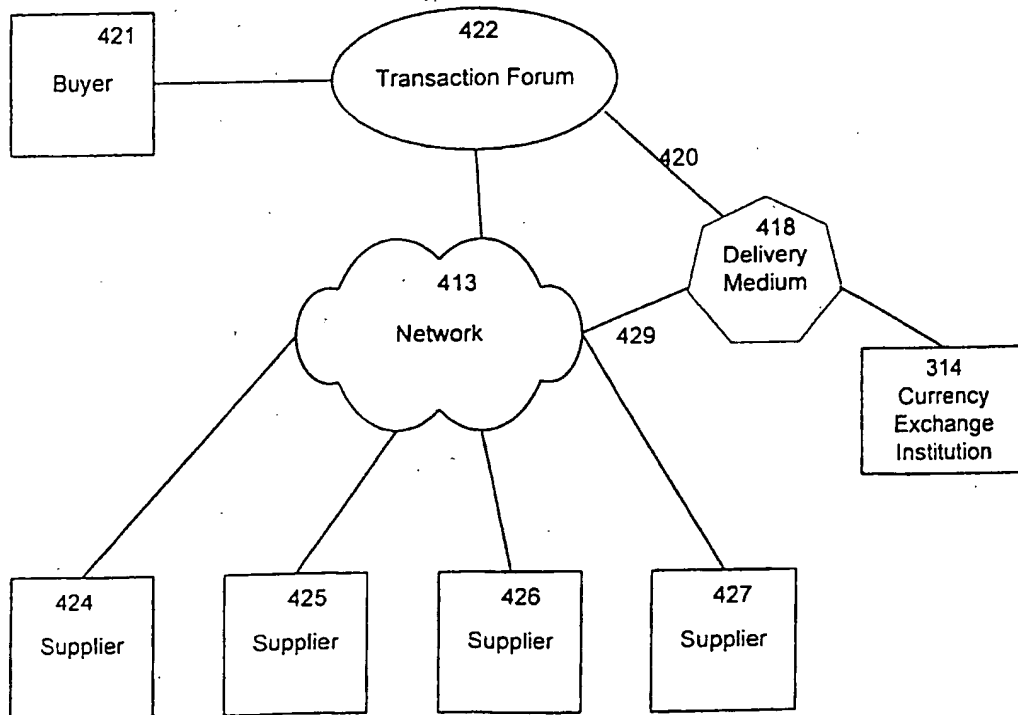 421
Buyer
422
Transaction Forum
420
418
Delivery
Medium
413
Network
429
314
Currency
Exchange
Institution
424
Supplier
425
Supplier
426
Supplier
427
Supplier